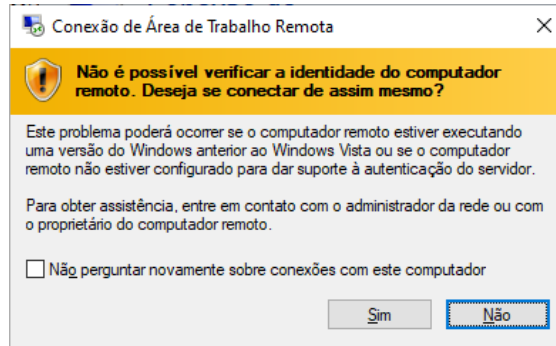 Conexão de Área de Trabalho Remota
Não é possível verificar a identidade do computador
remoto. Deseja se conectar de assim mesmo?
Este problema poderá ocorrer se o computador remoto estiver executando
uma versão do Windows anterior ao Windows Vista ou se o computador
remoto não estiver configurado para dar suporte à autenticação do servidor.
Para obter assistência, entre em contato com o administrador da rede ou com
o proprietário do computador remoto.
Não perguntar novamente sobre conexões com este computador
Sim Não